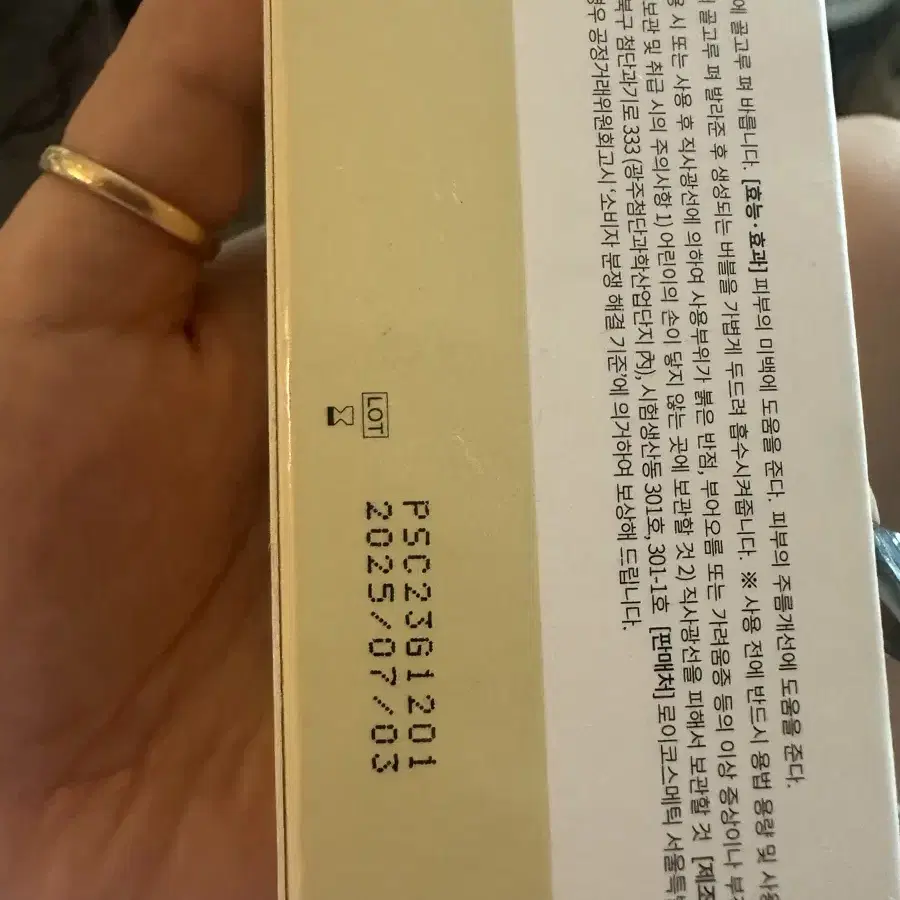 에 골고루 펴 바릅니다. [효능·효과] 피부의 미백에 도움을 준다. 피부의 주름개선에 도움을 준다.
골고루 펴 발라준 후 생성되는 버블을 가볍게 두드려 흡수시켜줍니다. ※ 사용 전에 반드시 용법 용량 및
시 또는 사용 후 직사광선에 의하여 사용부위가 붉은 반점, 부어오름 또는 가려움증 등의 이상 증상이나
보관 및 취급 시의 주의사항 1) 어린이의 손이 닿지 않는 곳에 보관할 것 2) 직사광선을 피해서 보관할 것 [제조
북구 첨단과기로 333 (광주첨단과학산업단지 內), 시험생산동 301호, 301-1호 [판매처] 로이코스메틱
경우 공정거래위원회고시 '소비자 분쟁 해결 기준'에 의거하여 보상해 드립니다.
LOT PSC23G1201
2025/07/03